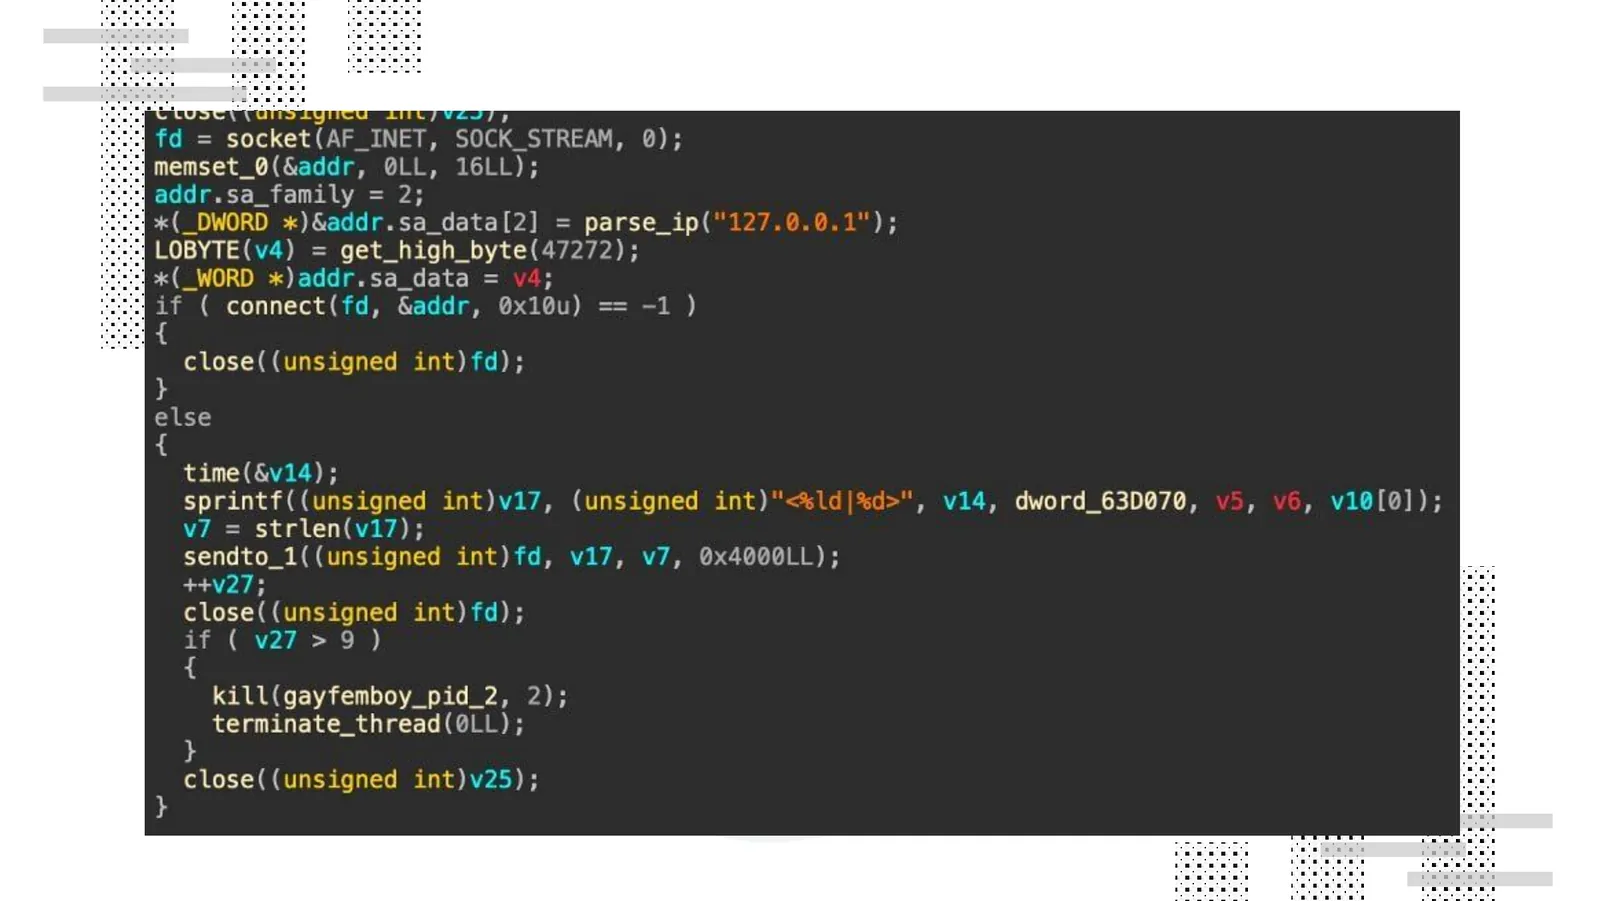 close((unsigned int)v25);
fd = socket(AF_INET, SOCK_STREAM, 0);
memset_0(&addr, 0LL, 16LL);
addr.sa_family = 2;
*(_DWORD *)&addr.sa_data[2] = parse_ip("127.0.0.1");
LOBYTE(v4) = get_high_byte(47272);
*(_WORD *)addr.sa_data = v4;
if ( connect(fd, &addr, 0x10u) == -1 )
{
  close((unsigned int)fd);
}
else
{
  time(&v14);
  sprintf((unsigned int)v17, (unsigned int)"<%ld|%d>", v14, dword_63D070, v5, v6, v10[0]);
  v7 = strlen(v17);
  sendto_1((unsigned int)fd, v17, v7, 0x4000LL);
  ++v27;
  close((unsigned int)fd);
  if ( v27 > 9 )
  {
    kill(gayfemboy_pid_2, 2);
    terminate_thread(0LL);
  }
  close((unsigned int)v25);
}